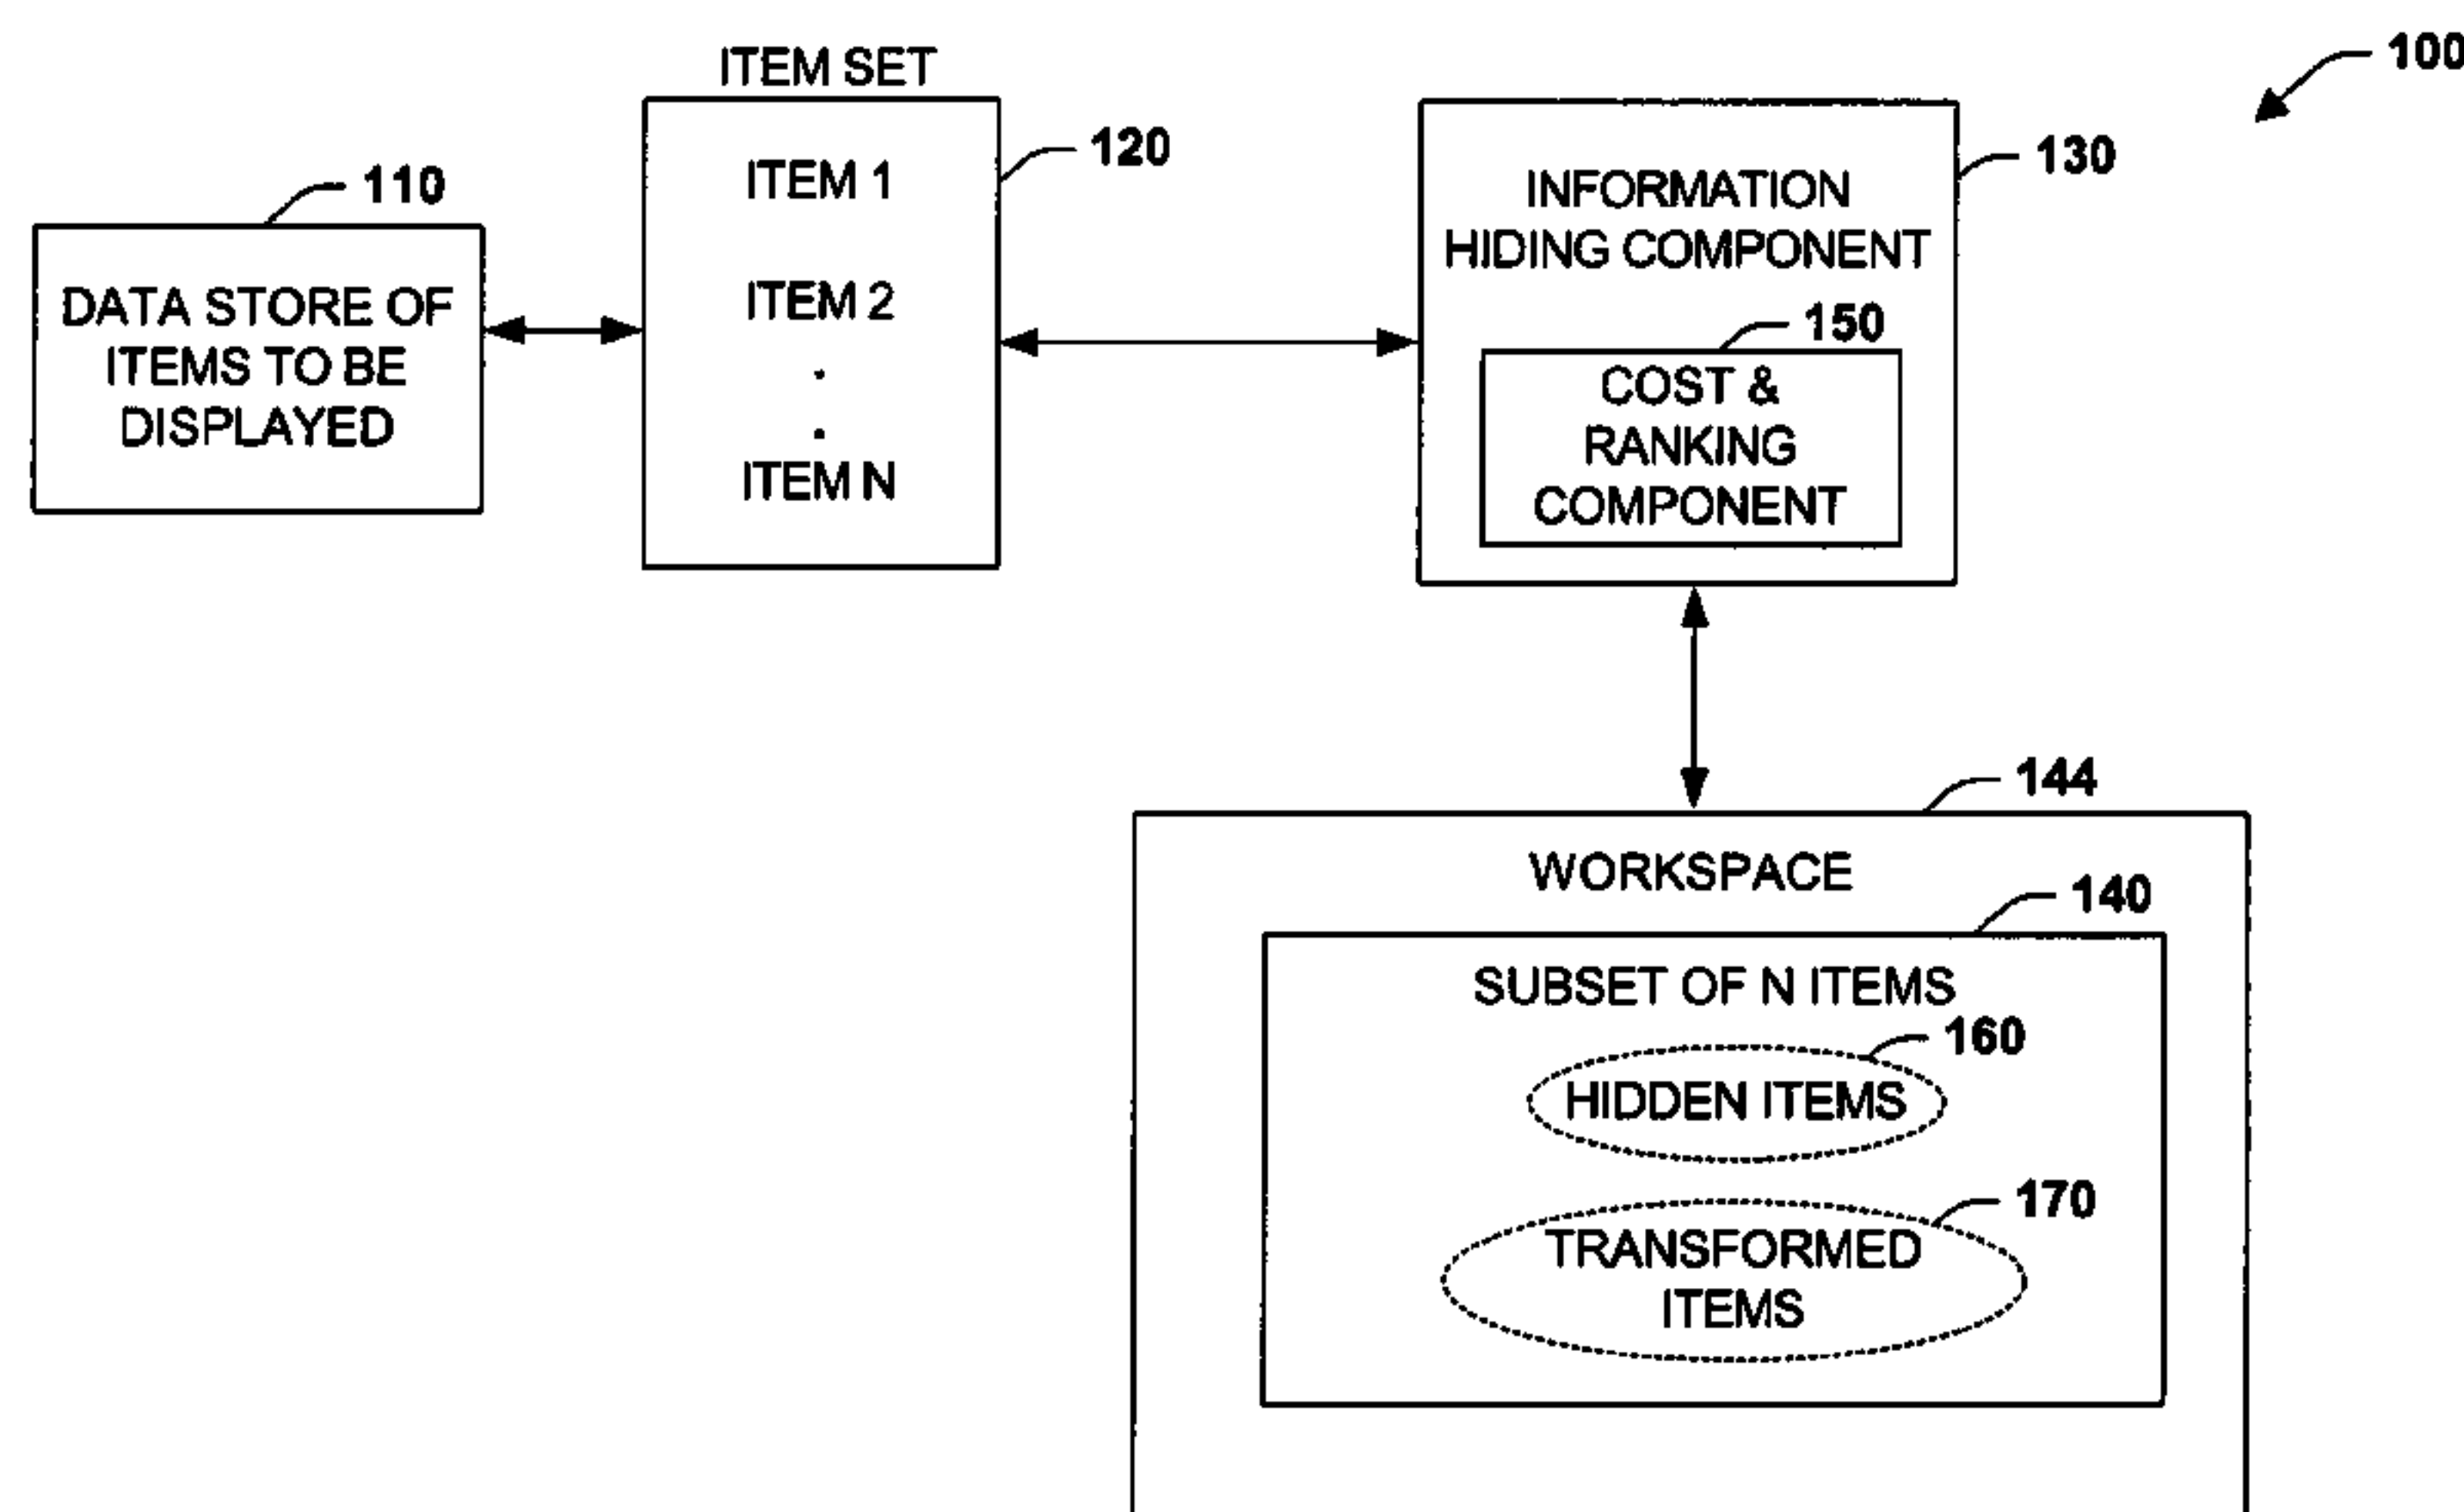 100
ITEM SET
ITEM 1
ITEM 2
.
.
ITEM N
120
110
DATA STORE OF
ITEMS TO BE
DISPLAYED
130
INFORMATION
HIDING COMPONENT
150
COST &
RANKING
COMPONENT
144
WORKSPACE
140
SUBSET OF N ITEMS
160
HIDDEN ITEMS
170
TRANSFORMED
ITEMS